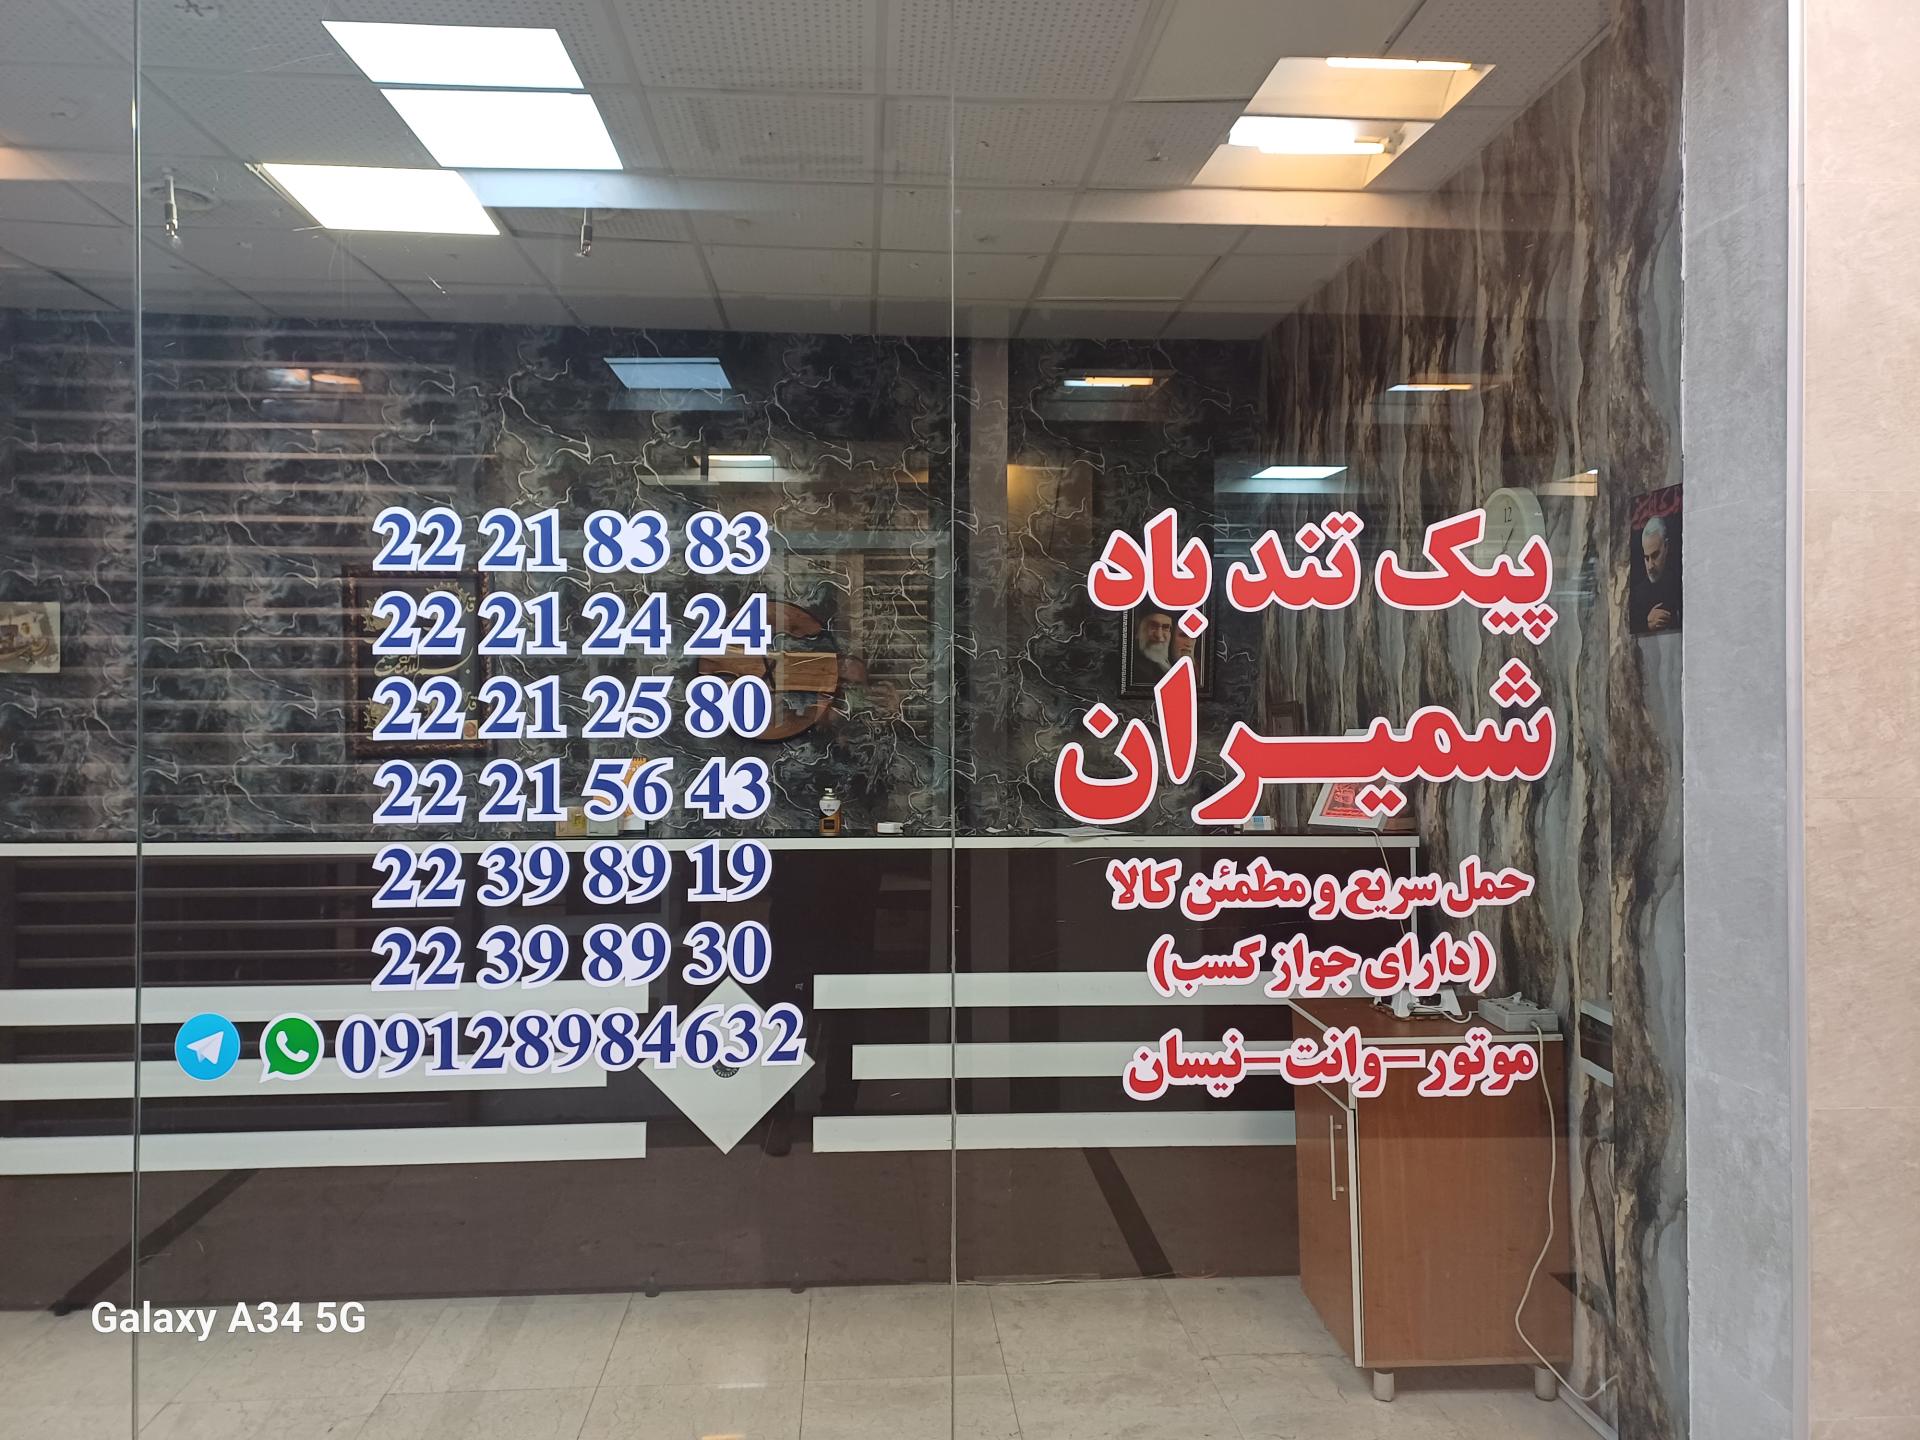 پیک تند باد
شمیران
حمل سریع و مطمئن کالا
(دارای جواز کسب)
موتور-وانت-نیسان
22 21 83 83
22 21 24 24
22 21 25 80
22 21 56 43
22 39 89 19
22 39 89 30
09128984632
12
Galaxy A34 5G